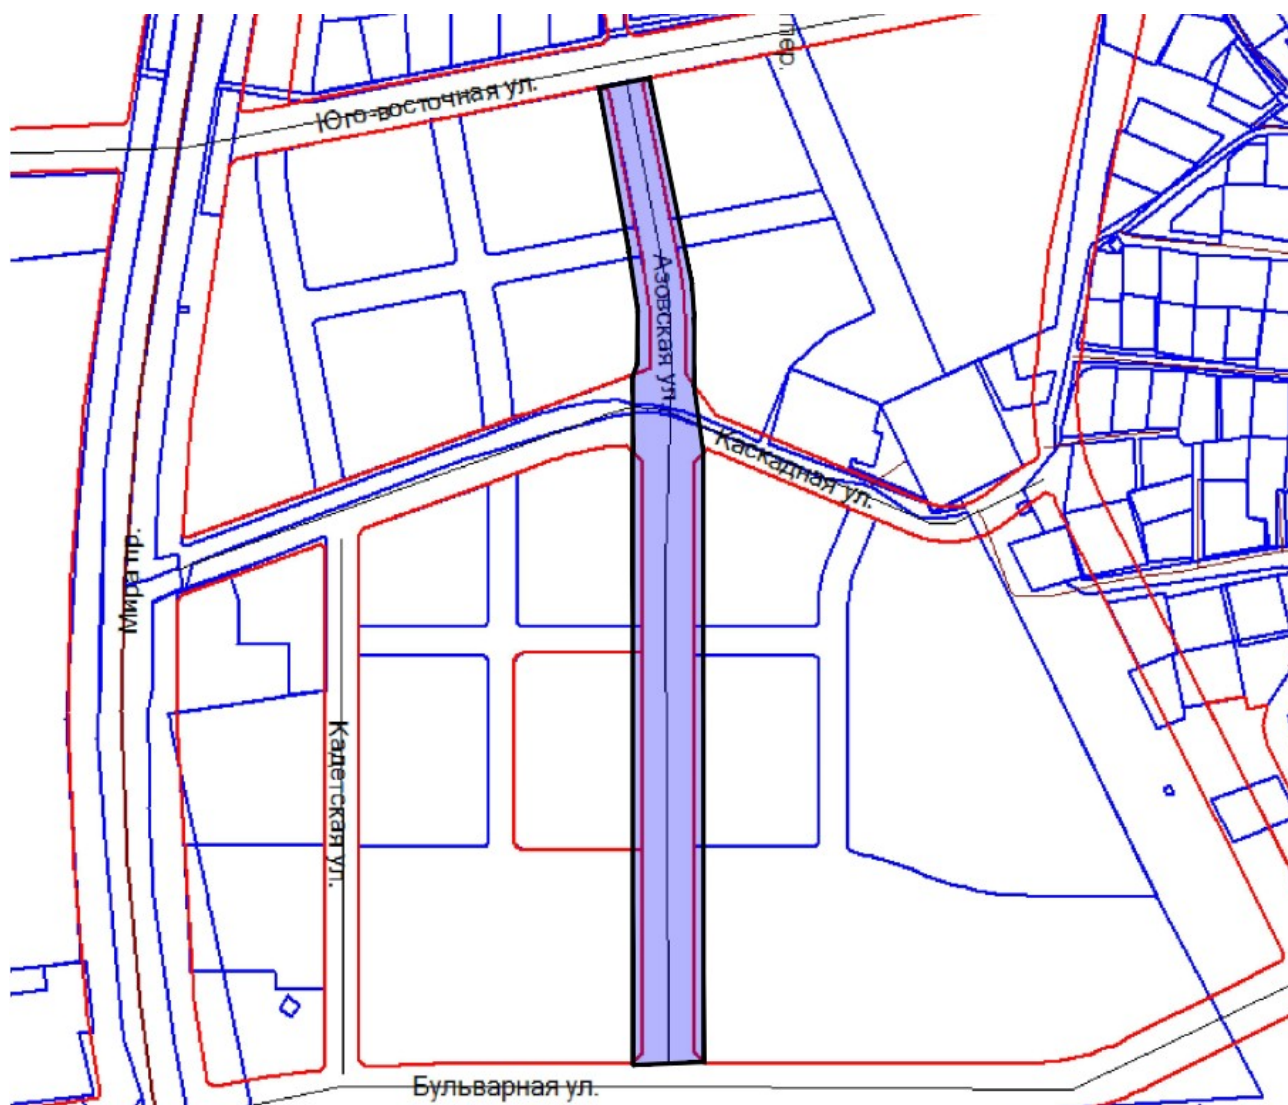 пер.
Юго-восточная ул.
Азовская ул.
Каскадная ул.
Мира пр.
Кадетская ул.
Бульварная ул.